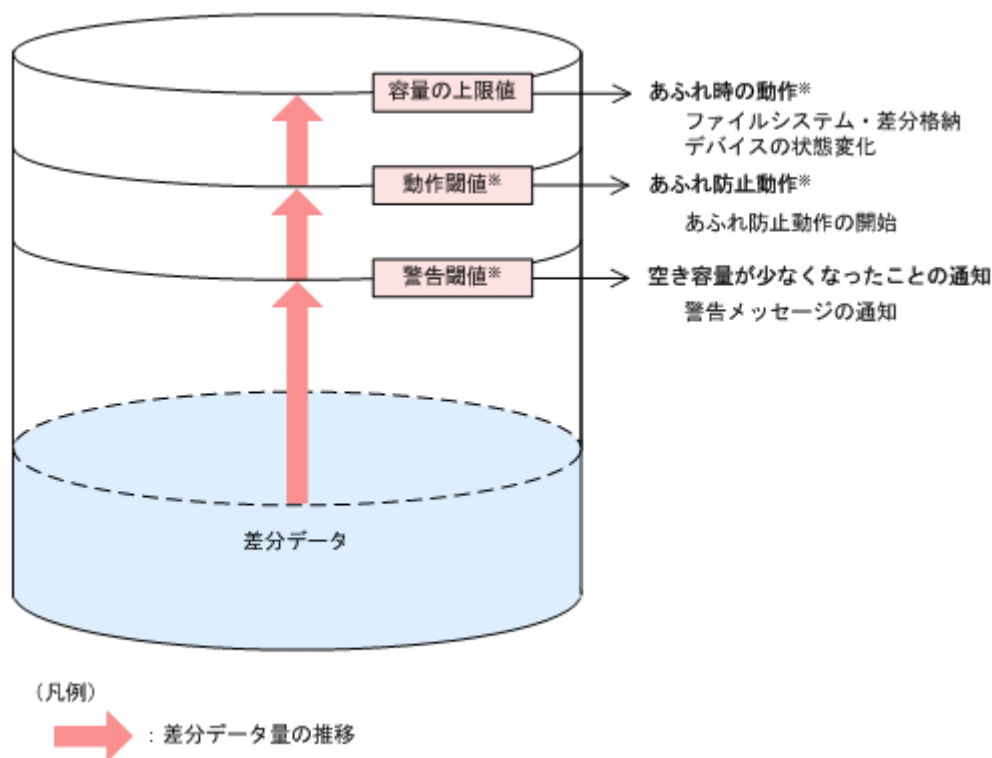 容量の上限値
あふれ時の動作※
ファイルシステム・差分格納
デバイスの状態変化
動作閾値※
あふれ防止動作※
あふれ防止動作の開始
警告閾値※
空き容量が少なくなったことの通知
警告メッセージの通知
差分データ
（凡例）
：差分データ量の推移